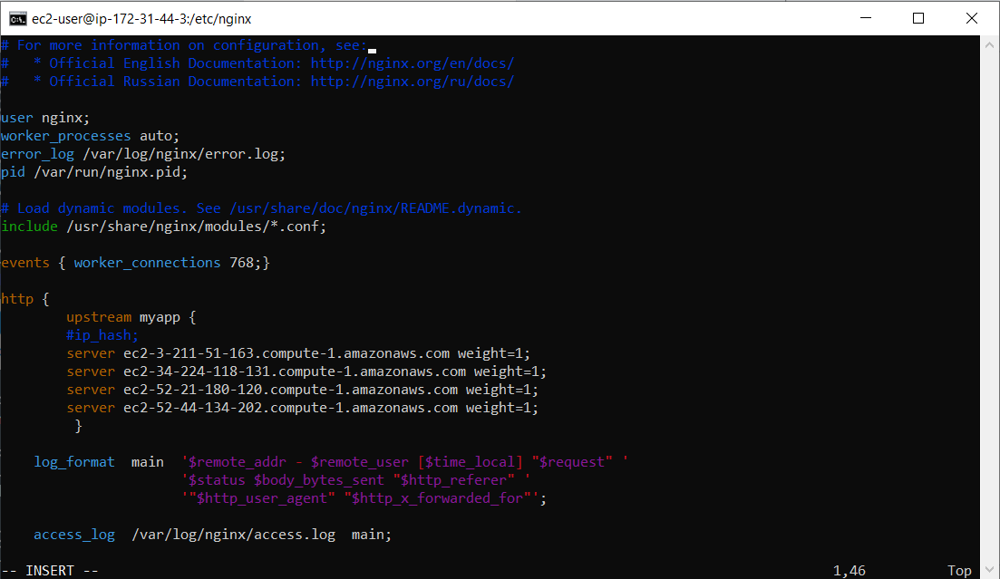 ec2-user@ip-172-31-44-3:/etc/nginx
# For more information on configuration, see:
#   * Official English Documentation: http://nginx.org/en/docs/
#   * Official Russian Documentation: http://nginx.org/ru/docs/

user nginx;
worker_processes auto;
error_log /var/log/nginx/error.log;
pid /var/run/nginx.pid;

# Load dynamic modules. See /usr/share/doc/nginx/README.dynamic.
include /usr/share/nginx/modules/*.conf;

events { worker_connections 768;}

http {
        upstream myapp {
        #ip_hash;
        server ec2-3-211-51-163.compute-1.amazonaws.com weight=1;
        server ec2-34-224-118-131.compute-1.amazonaws.com weight=1;
        server ec2-52-21-180-120.compute-1.amazonaws.com weight=1;
        server ec2-52-44-134-202.compute-1.amazonaws.com weight=1;
         }

    log_format  main  '$remote_addr - $remote_user [$time_local] "$request" '
                      '$status $body_bytes_sent "$http_referer" '
                      '"$http_user_agent" "$http_x_forwarded_for"';

    access_log  /var/log/nginx/access.log  main;

-- INSERT -- 1,46 Top